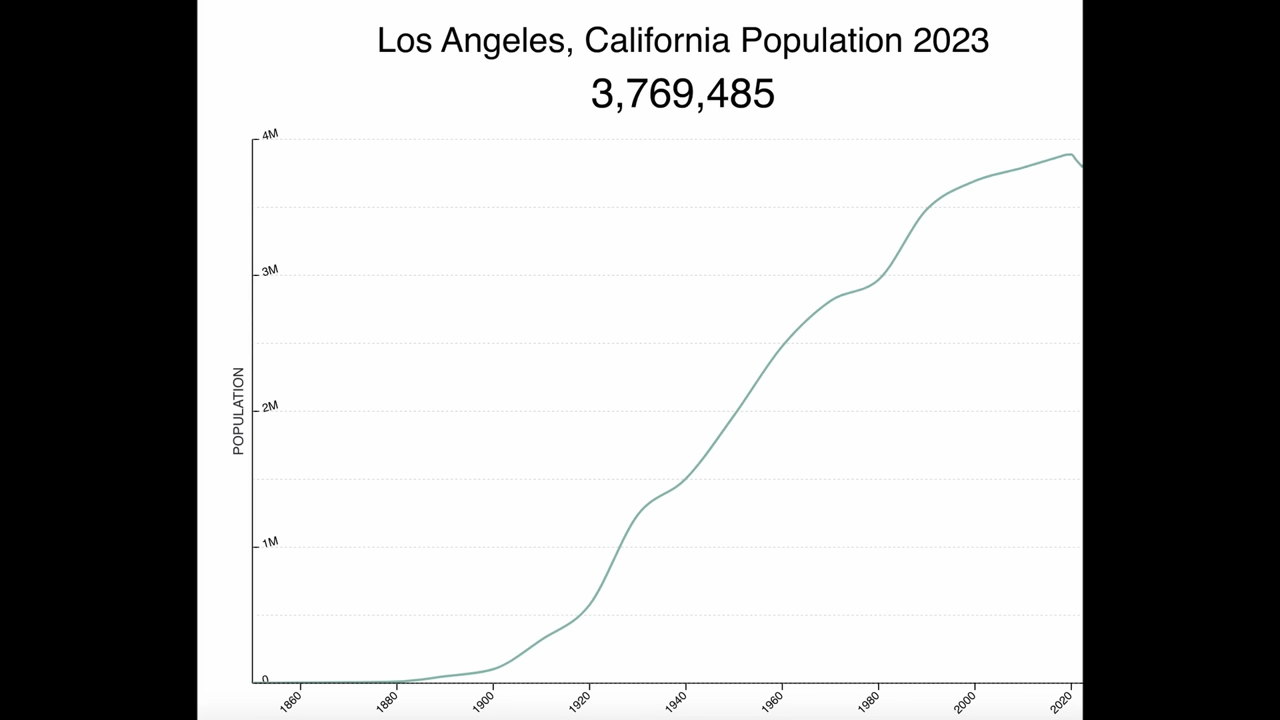 Los Angeles, California Population 2023
3,769,485
4M
3M
2M
1M
0
POPULATION
1860
1880
1900
1920
1940
1960
1980
2000
2020